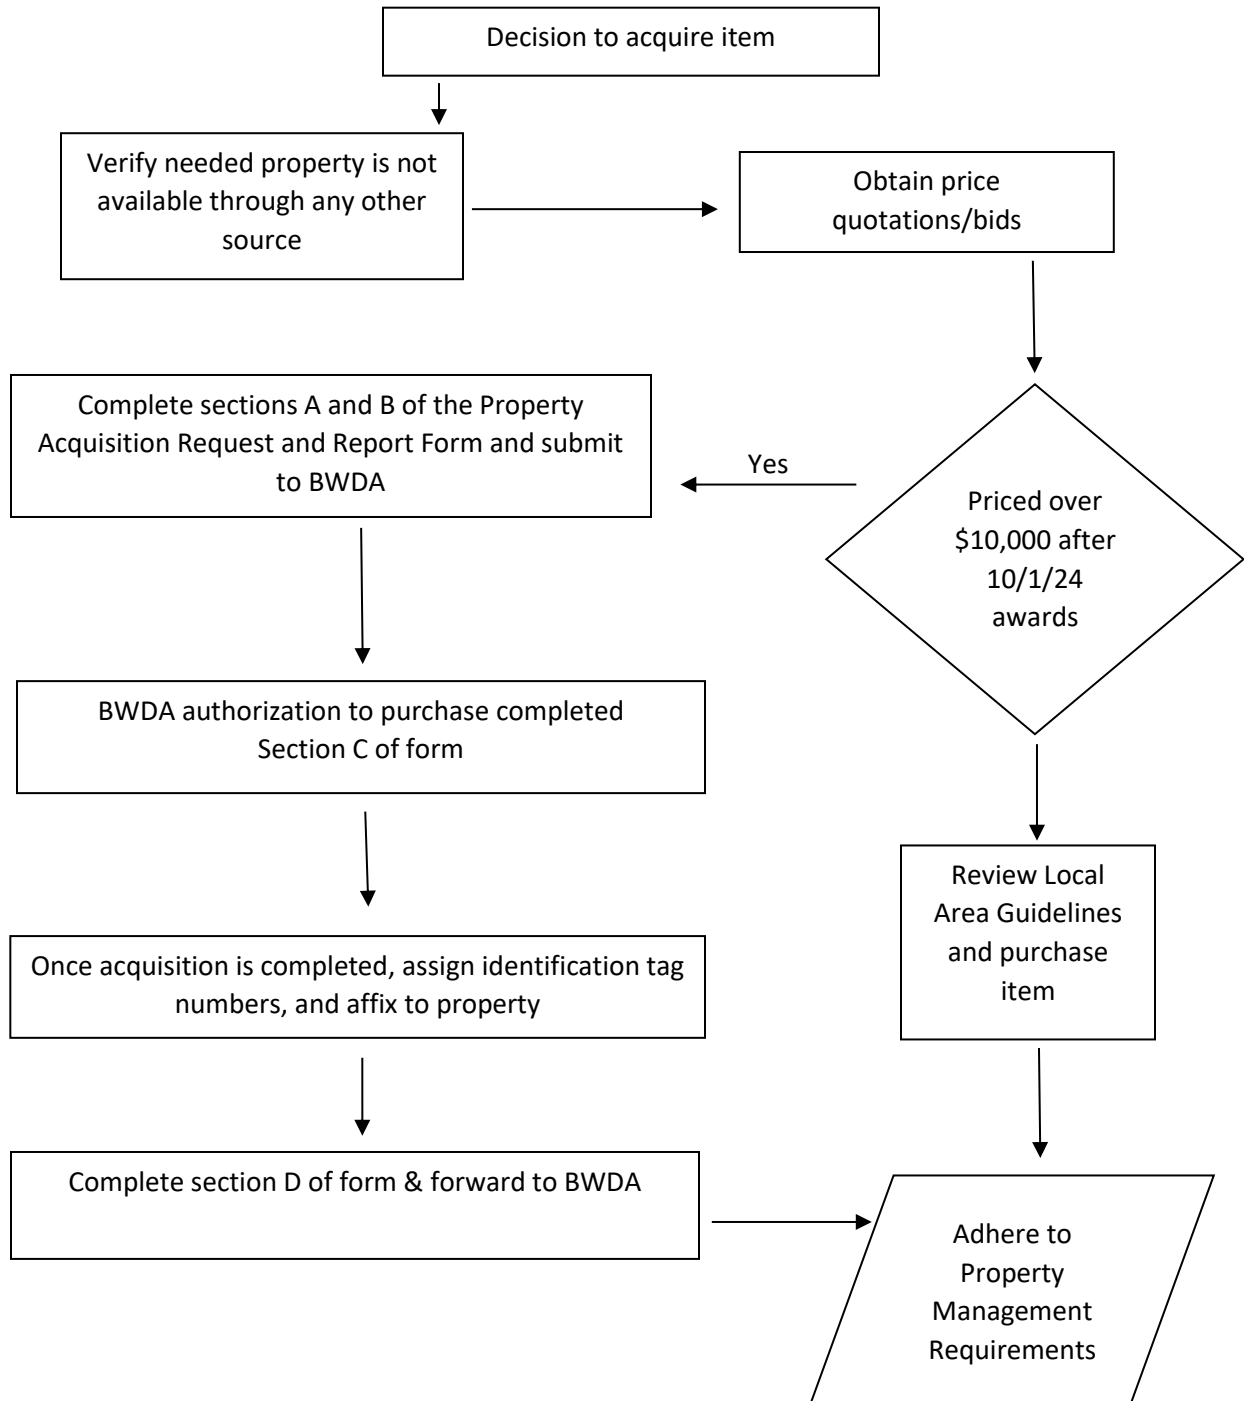 Decision to acquire item
Verify needed property is not
available through any other
source
Obtain price
quotations/bids
Complete sections A and B of the Property
Acquisition Request and Report Form and submit
to BWDA
Yes
Priced over
$10,000 after
10/1/24
awards
BWDA authorization to purchase completed
Section C of form
Review Local
Area Guidelines
and purchase
item
Once acquisition is completed, assign identification tag
numbers, and affix to property
Complete section D of form & forward to BWDA
Adhere to
Property
Management
Requirements